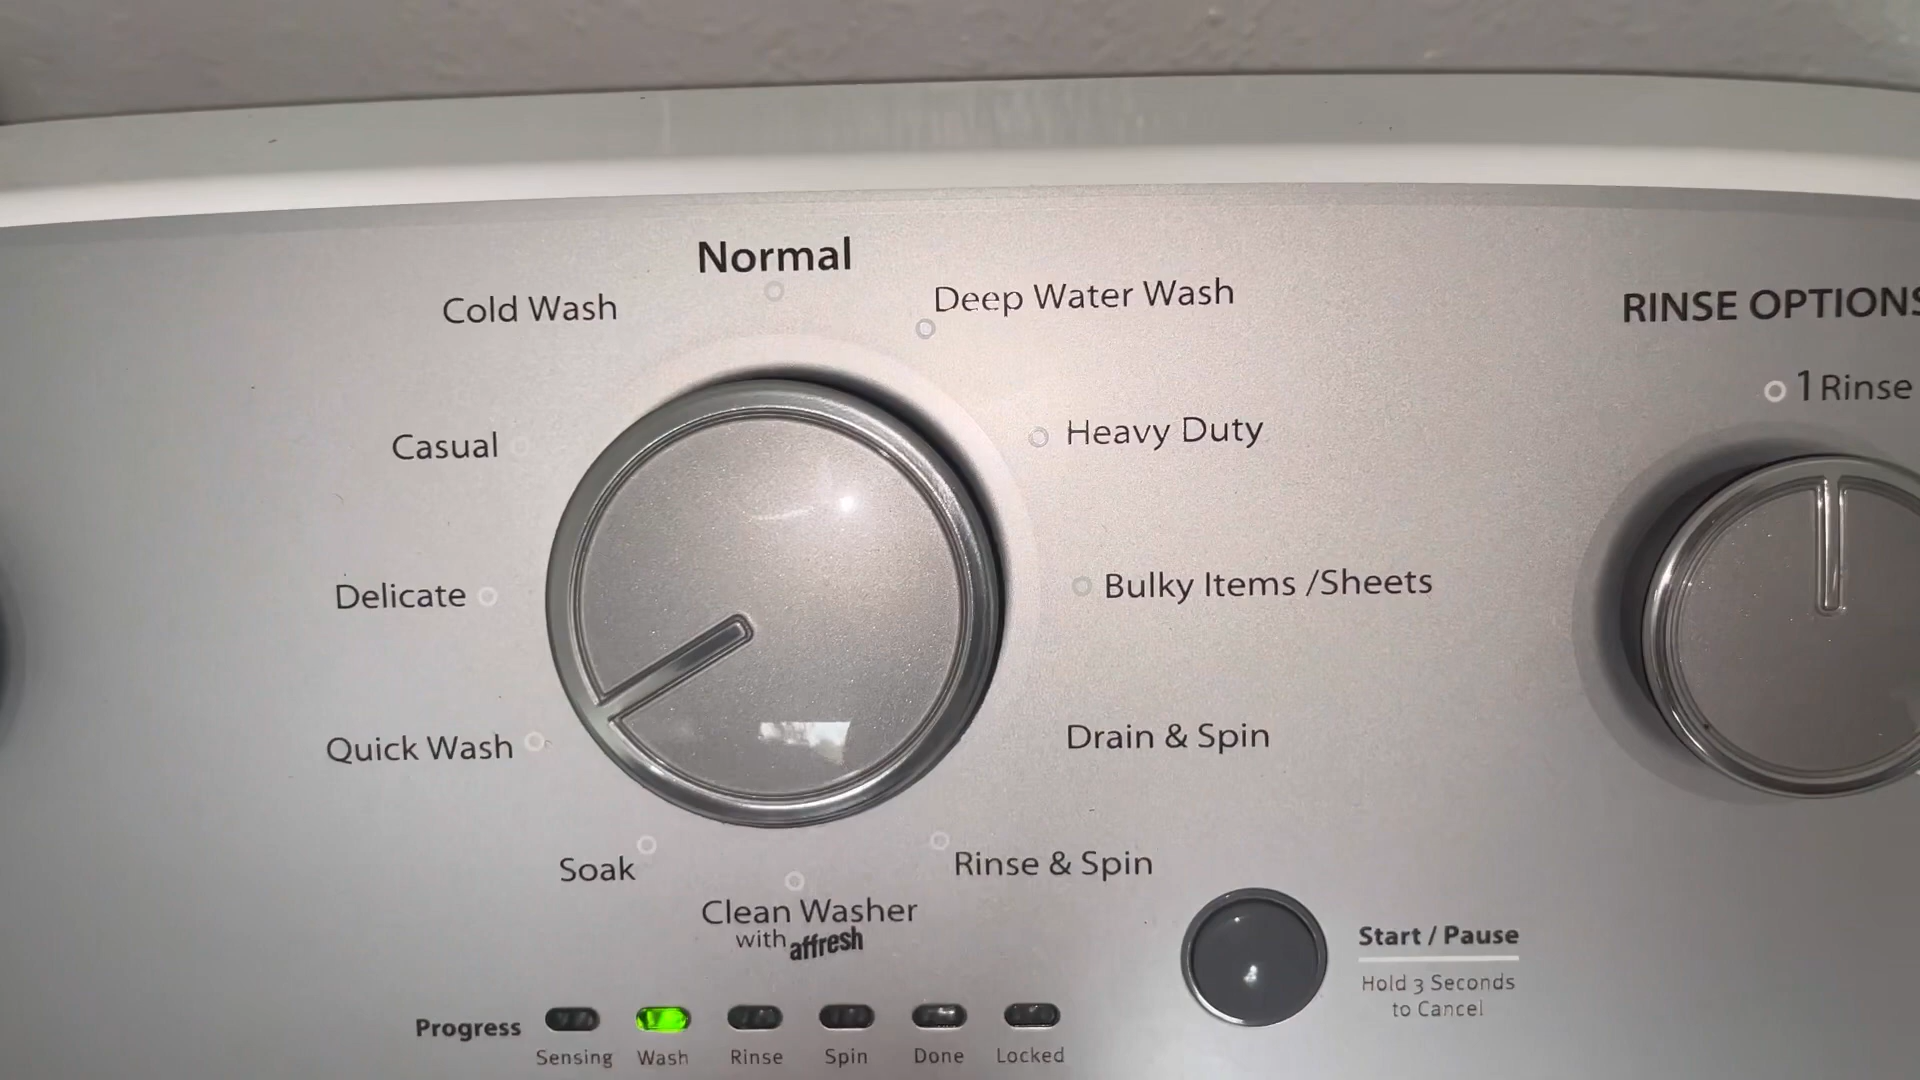 Normal
Cold Wash
Deep Water Wash
RINSE OPTIONS
1 Rinse
Casual
Heavy Duty
Delicate
Bulky Items /Sheets
Quick Wash
Drain & Spin
Soak
Rinse & Spin
Clean Washer
with affresh
Start / Pause
Hold 3 Seconds
to Cancel
Progress
Sensing
Wash
Rinse
Spin
Done
Locked